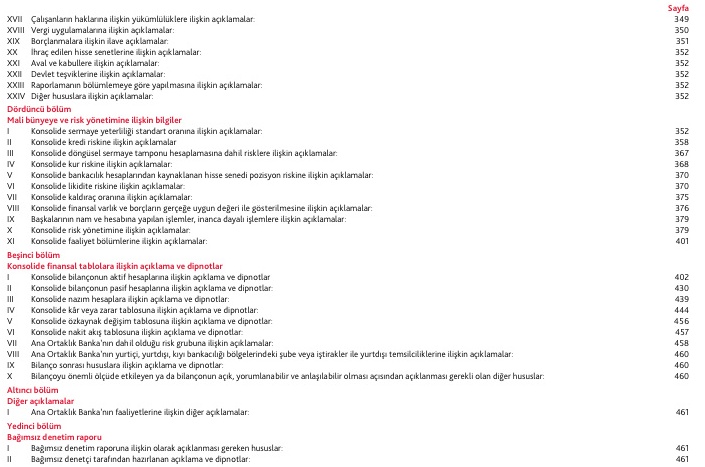 Sayfa
XVII Çalışanların haklarına ilişkin yükümlülüklere ilişkin açıklamalar: 349
XVIII Vergi uygulamalarına ilişkin açıklamalar: 350
XIX Borçlanmalara ilişkin ilave açıklamalar: 351
XX İhraç edilen hisse senetlerine ilişkin açıklamalar: 352
XXI Aval ve kabullere ilişkin açıklamalar: 352
XXII Devlet teşviklerine ilişkin açıklamalar: 352
XXIII Raporlamanın bölümlemeye göre yapılmasına ilişkin açıklamalar: 352
XXIV Diğer hususlara ilişkin açıklamalar: 352
Dördüncü bölüm
Mali bünyeye ve risk yönetimine ilişkin bilgiler
I Konsolide sermaye yeterliliği standart oranına ilişkin açıklamalar: 352
II Konsolide kredi riskine ilişkin açıklamalar 358
III Konsolide döngüsel sermaye tamponu hesaplamasına dahil risklere ilişkin açıklamalar: 367
IV Konsolide kur riskine ilişkin açıklamalar: 368
V Konsolide bankacılık hesaplarından kaynaklanan hisse senedi pozisyon riskine ilişkin açıklamalar: 370
VI Konsolide likidite riskine ilişkin açıklamalar: 370
VII Konsolide kaldıraç oranına ilişkin açıklamalar: 375
VIII Konsolide finansal varlık ve borçların gerçeğe uygun değeri ile gösterilmesine ilişkin açıklamalar: 376
IX Başkalarının nam ve hesabına yapılan işlemler, inanca dayalı işlemlere ilişkin açıklamalar: 379
X Konsolide risk yönetimine ilişkin açıklamalar: 379
XI Konsolide faaliyet bölümlerine ilişkin açıklamalar: 401
Beşinci bölüm
Konsolide finansal tablolara ilişkin açıklama ve dipnotlar
I Konsolide bilançonun aktif hesaplarına ilişkin açıklama ve dipnotlar 402
II Konsolide bilançonun pasif hesaplarına ilişkin açıklama ve dipnotlar: 430
III Konsolide nazım hesaplara ilişkin açıklama ve dipnotlar: 439
IV Konsolide kâr veya zarar tablosuna ilişkin açıklama ve dipnotlar: 444
V Konsolide özkaynak değişim tablosuna ilişkin açıklama ve dipnotlar: 456
VI Konsolide nakit akış tablosuna ilişkin açıklama ve dipnotlar: 457
VII Ana Ortaklık Banka'nın dahil olduğu risk grubuna ilişkin açıklamalar: 458
VIII Ana Ortaklık Banka'nın yurtiçi, yurtdışı, kıyı bankacılığı bölgelerindeki şube veya iştirakler ile yurtdışı temsilciliklerine ilişkin açıklamalar: 460
IX Bilanço sonrası hususlara ilişkin açıklama ve dipnotlar: 460
X Bilançoyu önemli ölçüde etkileyen ya da bilançonun açık, yorumlanabilir ve anlaşılabilir olması açısından açıklanması gerekli olan diğer hususlar: 460
Altıncı bölüm
Diğer açıklamalar
I Ana Ortaklık Banka'nın faaliyetlerine ilişkin diğer açıklamalar: 461
Yedinci bölüm
Bağımsız denetim raporu
I Bağımsız denetim raporuna ilişkin olarak açıklanması gereken hususlar: 461
II Bağımsız denetçi tarafından hazırlanan açıklama ve dipnotlar: 461